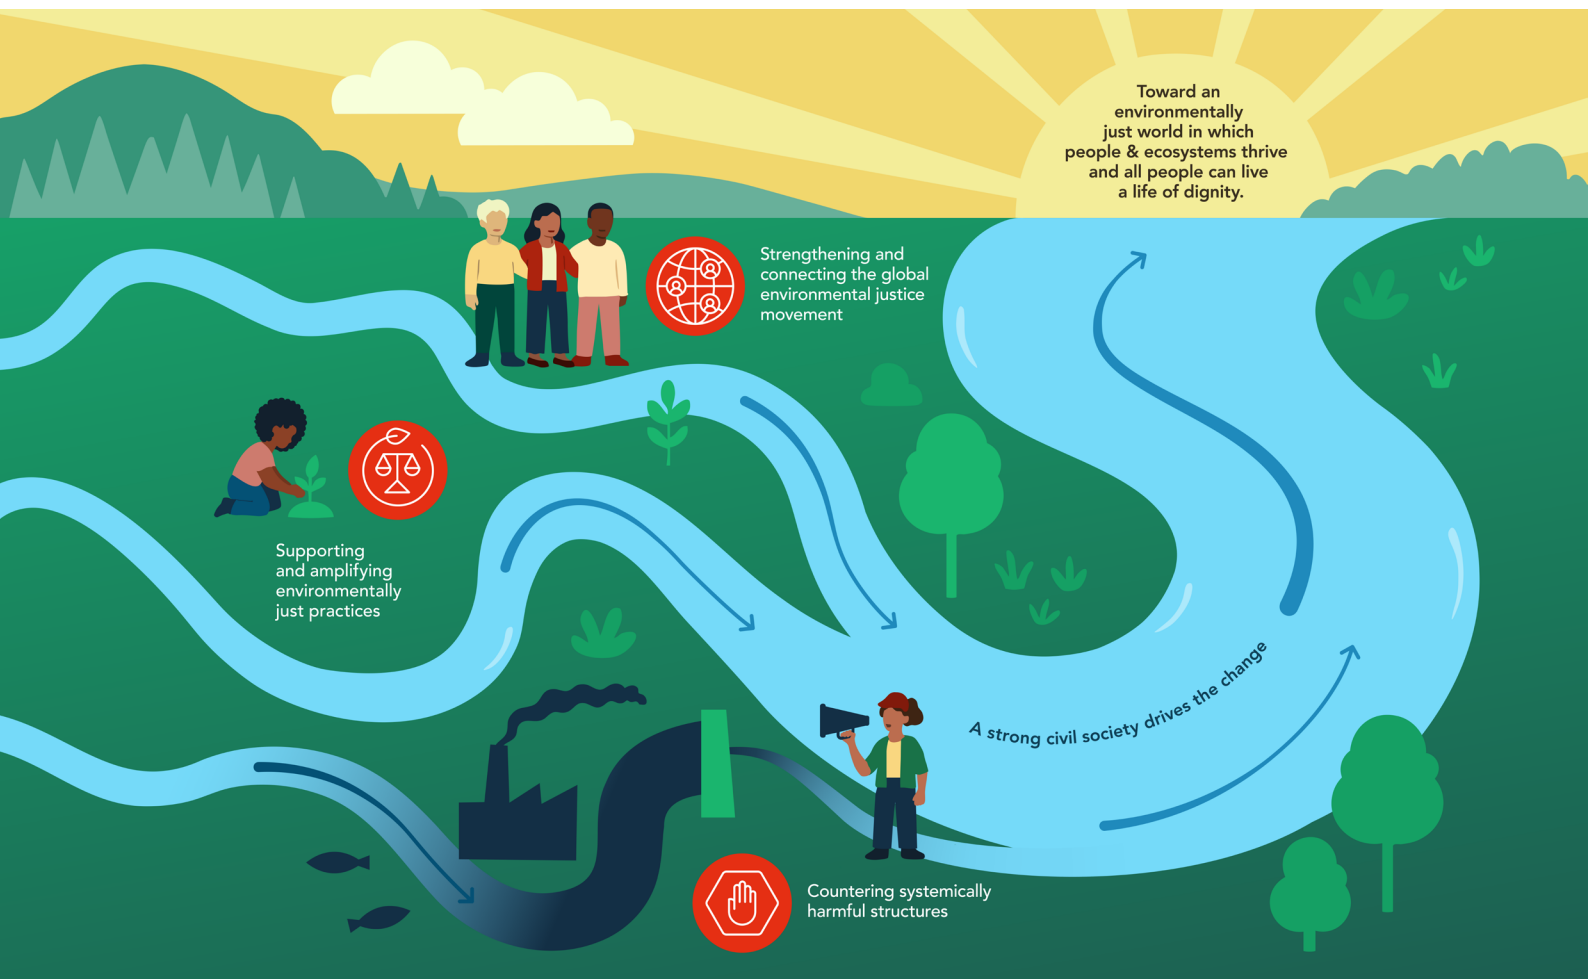 Toward an
environmentally
just world in which
people & ecosystems thrive
and all people can live
a life of dignity.
Strengthening and
connecting the global
environmental justice
movement
Supporting
and amplifying
environmentally
just practices
A strong civil society drives the change
Countering systemically
harmful structures